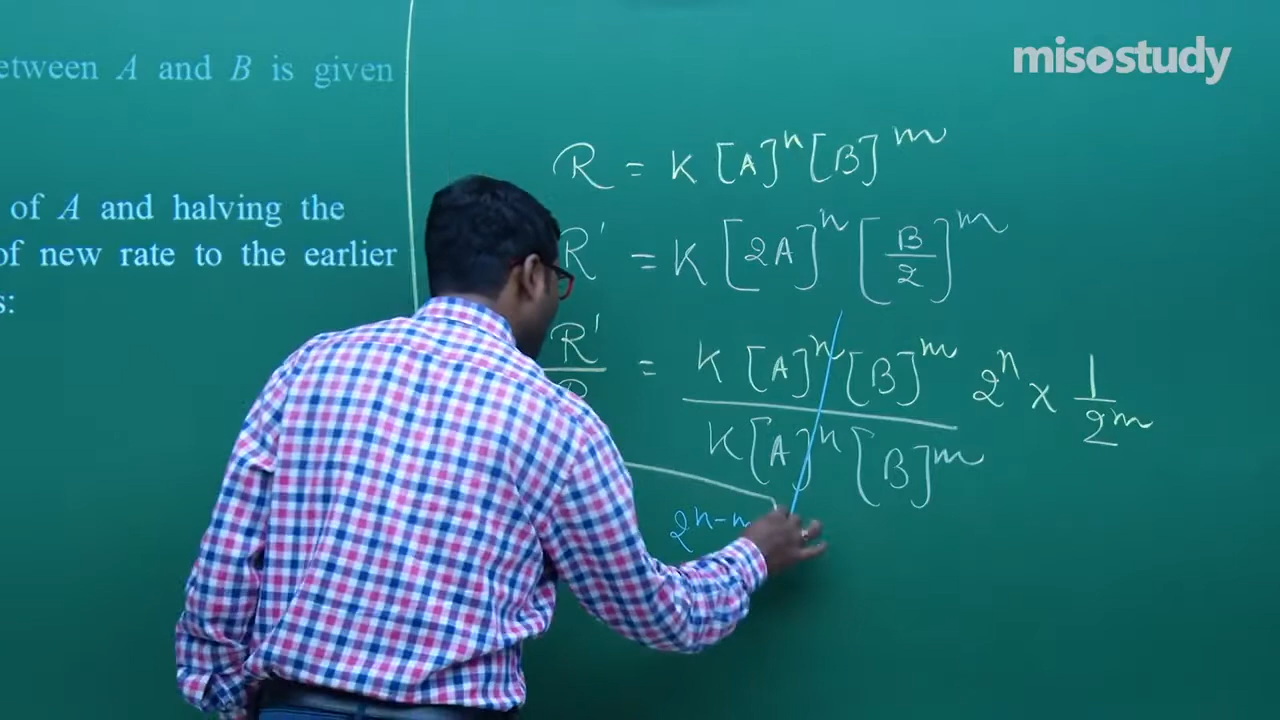 misostudy
etween A and B is given
of A and halving the
of new rate to the earlier
s:
R = K [A]^n [B]^m
R' = K [2A]^n [B/2]^m
R'/R = K [A]^n [B]^m / K [A]^n [B]^m 2^n × 1/2^m
2^n-m